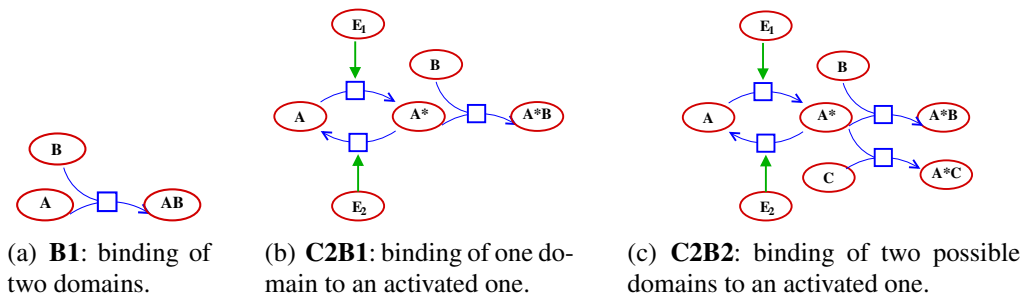 B
A
AB
(a) B1: binding of
two domains.
E1
B
A
A*
A*B
E2
(b) C2B1: binding of one do-
main to an activated one.
E1
B
A
A*
A*B
C
A*C
E2
(c) C2B2: binding of two possible
domains to an activated one.